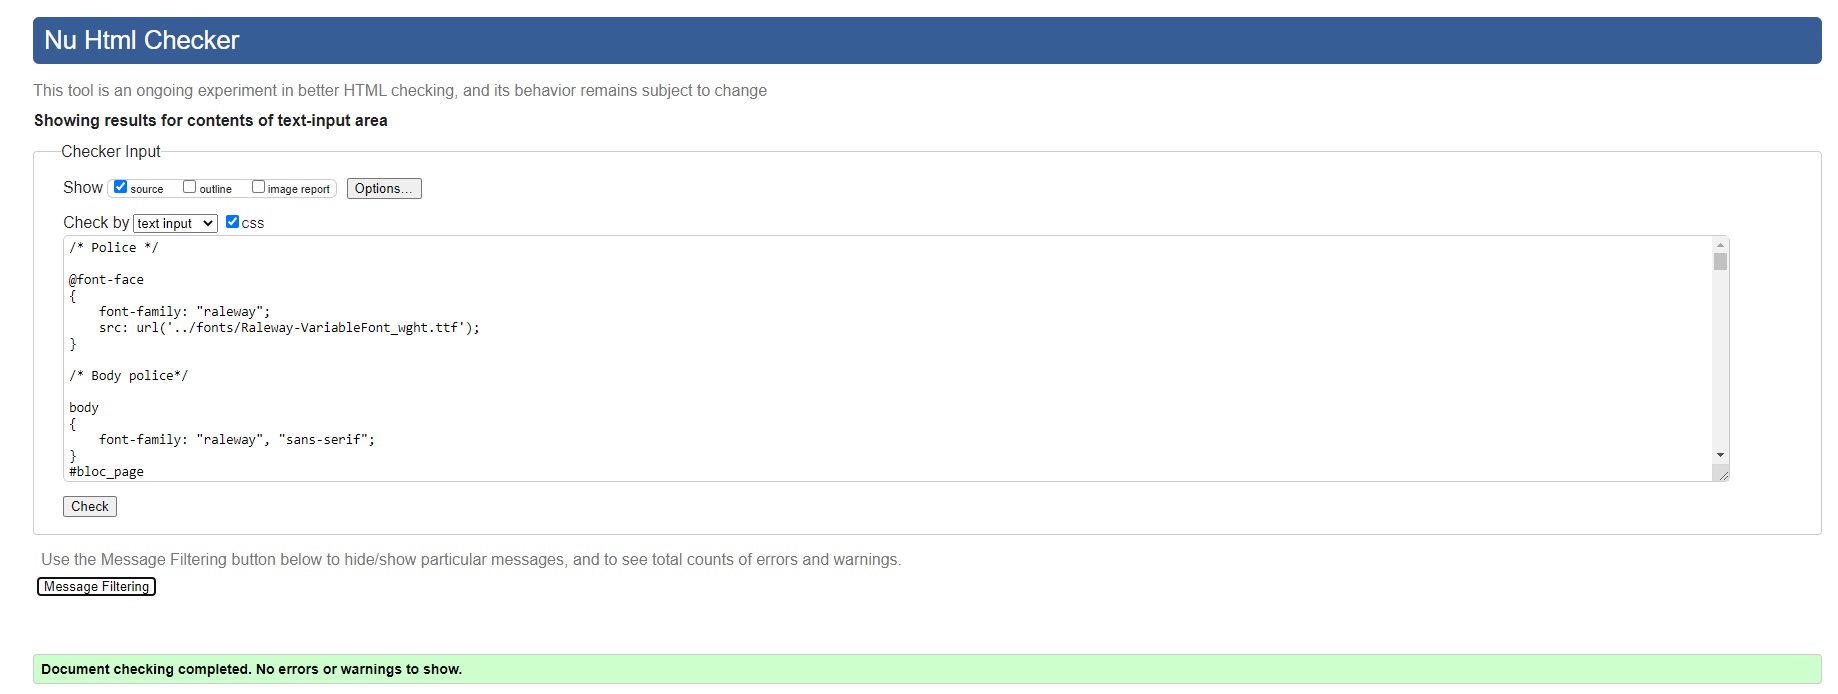 Nu Html Checker
This tool is an ongoing experiment in better HTML checking, and its behavior remains subject to change
Showing results for contents of text-input area
Checker Input
Show source outline image report Options...
Check by text input css
/* Police */
@font-face
{
    font-family: "raleway";
    src: url('../fonts/Raleway-VariableFont_wght.ttf');
}
/* Body police*/
body
{
    font-family: "raleway", "sans-serif";
}
#bloc_page
Check
Use the Message Filtering button below to hide/show particular messages, and to see total counts of errors and warnings.
Message Filtering
Document checking completed. No errors or warnings to show.